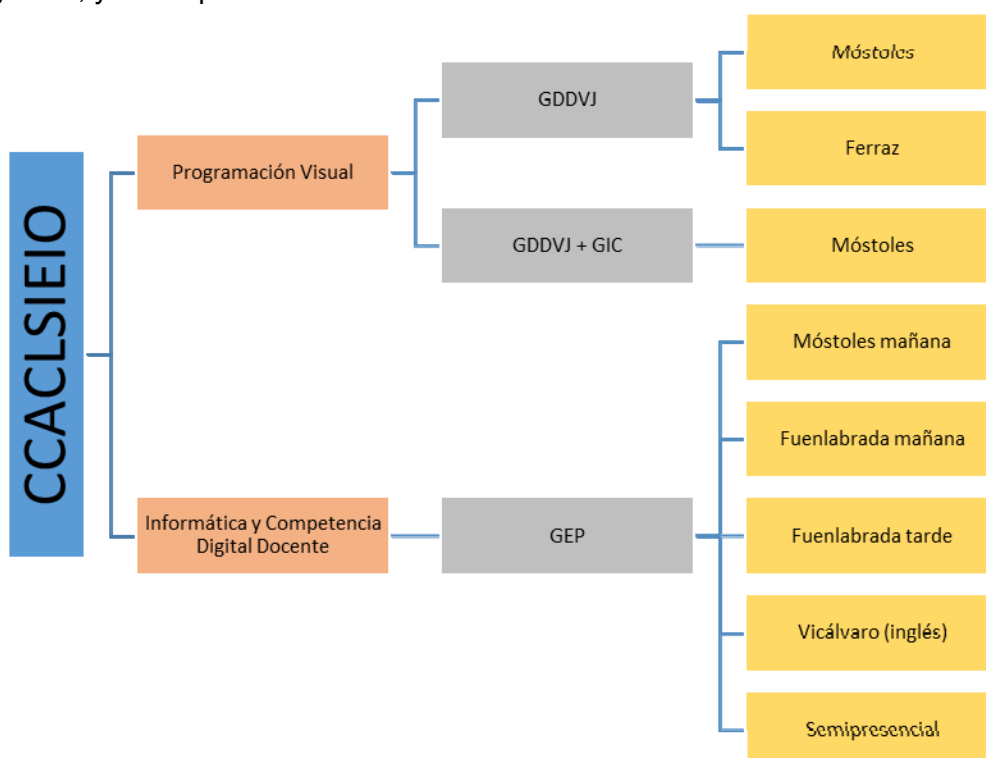 CCACLSIEIO
Programación Visual
GDDVJ
Móstoles
Ferraz
GDDVJ + GIC
Móstoles
Informática y Competencia
Digital Docente
GEP
Móstoles mañana
Fuenlabrada mañana
Fuenlabrada tarde
Vicálvaro (inglés)
Semipresencial